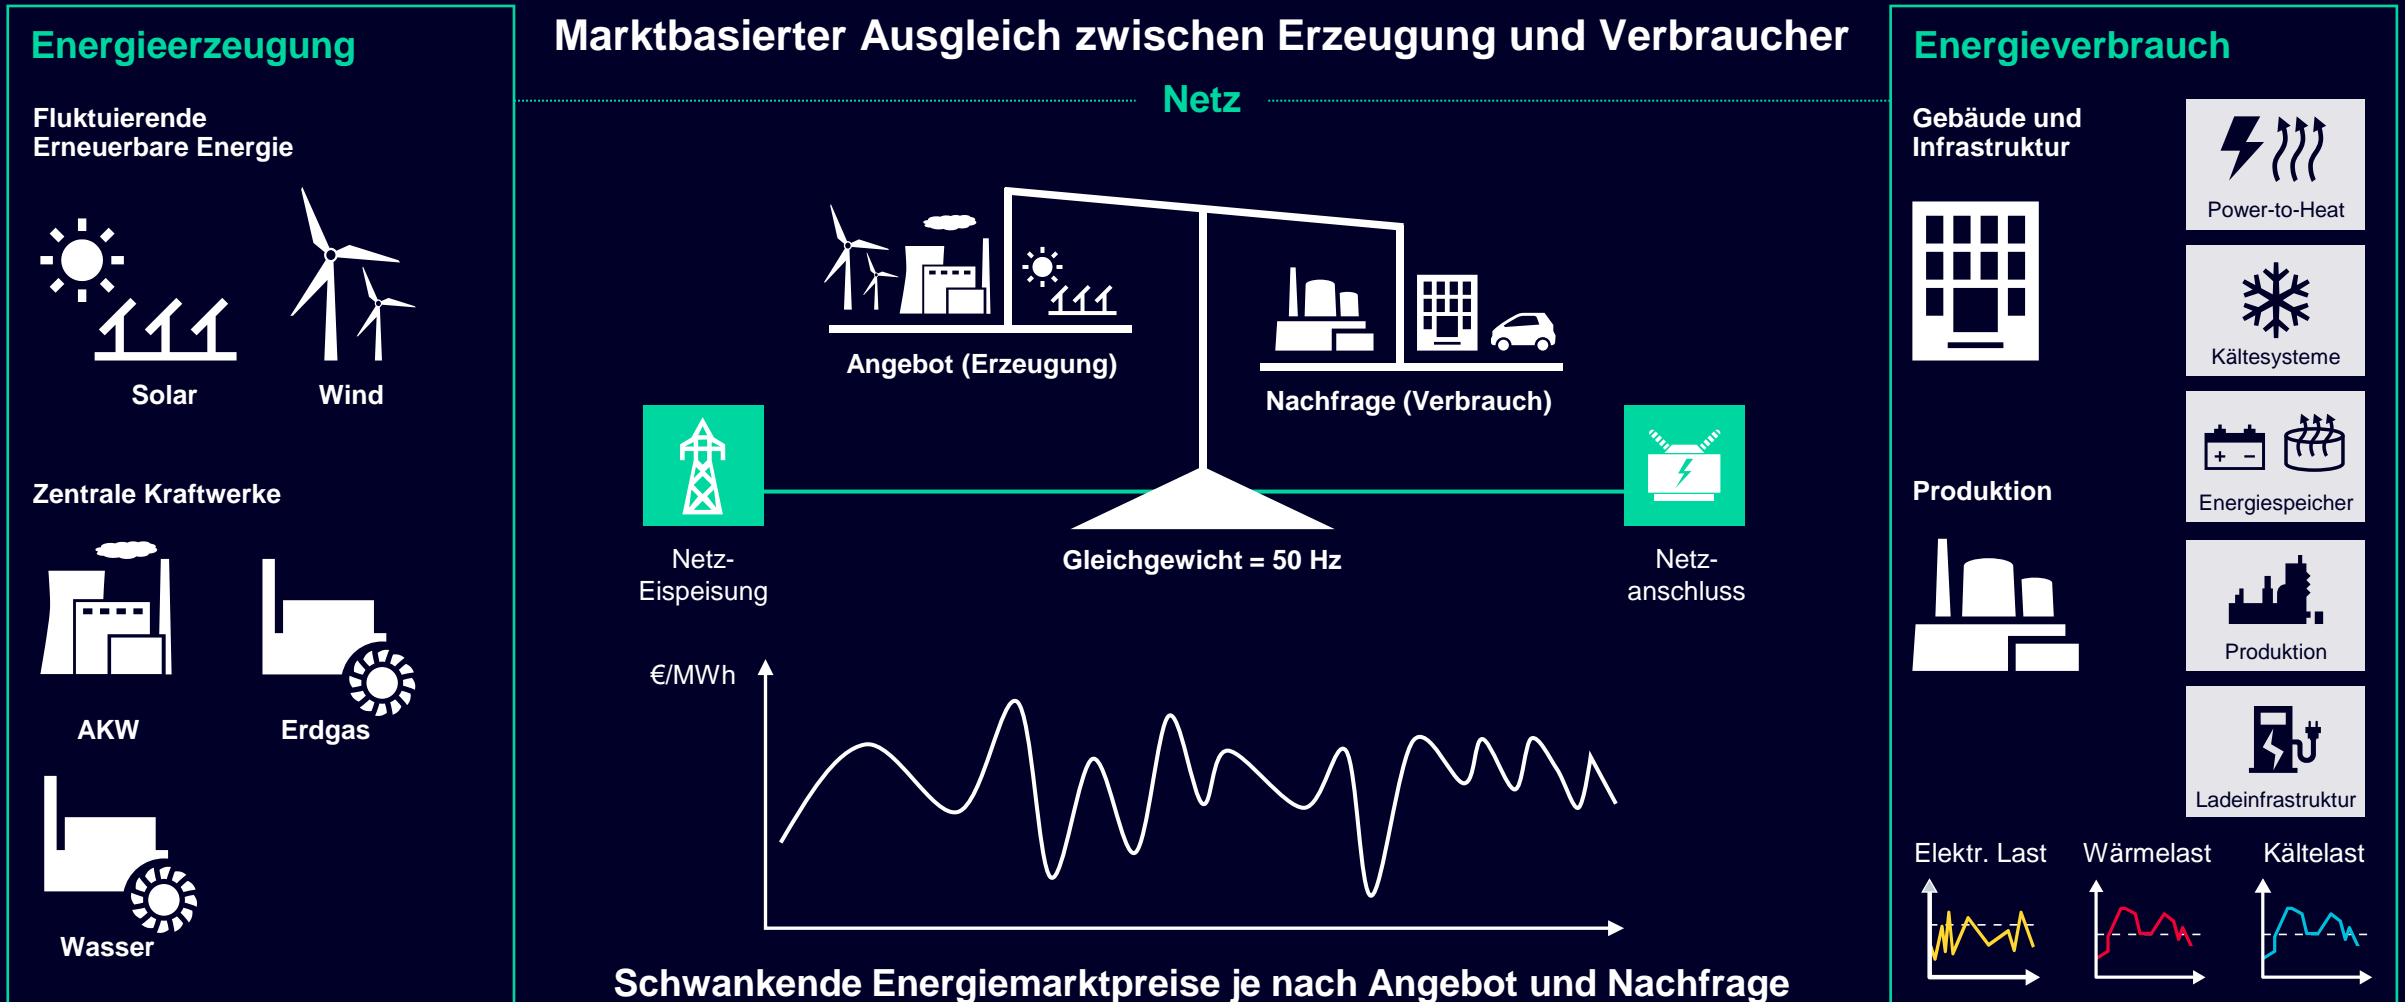 Energieerzeugung
Fluktuierende
Erneuerbare Energie
Solar
Wind
Zentrale Kraftwerke
AKW
Erdgas
Wasser
Marktbasierter Ausgleich zwischen Erzeugung und Verbraucher
Netz
Angebot (Erzeugung)
Nachfrage (Verbrauch)
Netz-
Eispeisung
Gleichgewicht = 50 Hz
Netz-
anschluss
€/MWh
Schwankende Energiemarktpreise je nach Angebot und Nachfrage
Energieverbrauch
Gebäude und
Infrastruktur
Produktion
Power-to-Heat
Kältesysteme
+ −
Energiespeicher
Produktion
Ladeinfrastruktur
Elektr. Last
Wärmelast
Kältelast